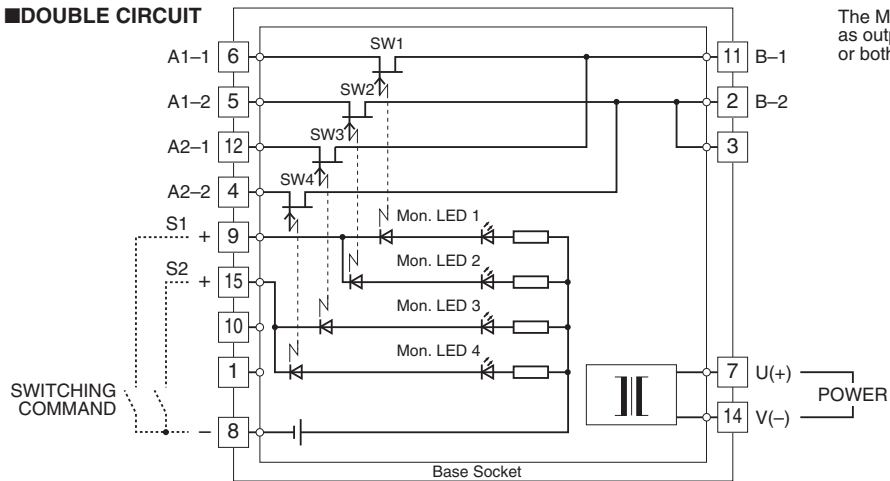 ■DOUBLE CIRCUIT
The M
as outp
or both
A1–1 6 SW1 11 B–1
A1–2 5 SW2 2 B–2
A2–1 12 SW3 3
A2–2 4 SW4
S1 + 9 Mon. LED 1
S2 + 15 Mon. LED 2
10 Mon. LED 3
1 Mon. LED 4 7 U(+)
SWITCHING COMMAND
POWER
– 8 14 V(–)
Base Socket